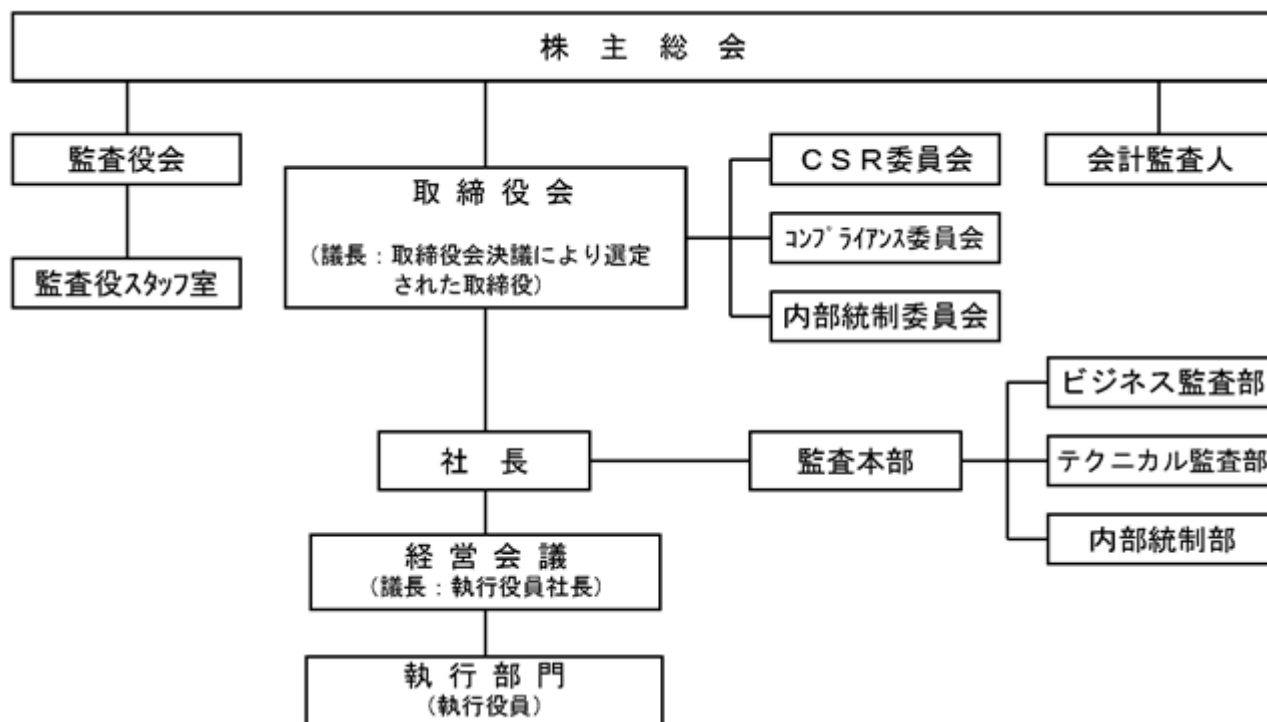 株主総会
監査役会
監査役スタッフ室
取締役会
（議長：取締役会決議により選定
された取締役）
ＣＳＲ委員会
ｺﾝﾌﾟﾗｲｱﾝｽ委員会
内部統制委員会
会計監査人
社長
監査本部
ビジネス監査部
テクニカル監査部
内部統制部
経営会議
（議長：執行役員社長）
執行部門
（執行役員）